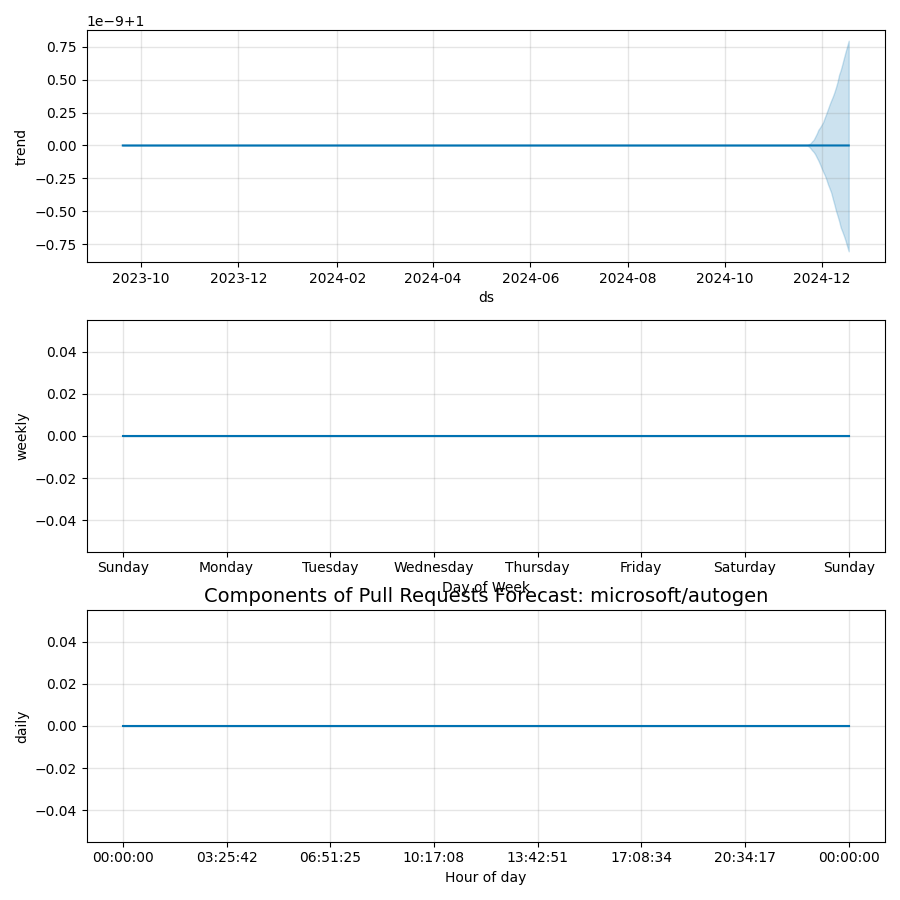 1e−9+1
0.75
0.50
0.25
0.00
−0.25
−0.50
−0.75
trend
2023-10 2023-12 2024-02 2024-04 2024-06 2024-08 2024-10 2024-12
ds
0.04
0.02
0.00
−0.02
−0.04
weekly
Sunday Monday Tuesday Wednesday Thursday Friday Saturday Sunday
Day of Week
Components of Pull Requests Forecast: microsoft/autogen
0.04
0.02
0.00
−0.02
−0.04
daily
00:00:00 03:25:42 06:51:25 10:17:08 13:42:51 17:08:34 20:34:17 00:00:00
Hour of day